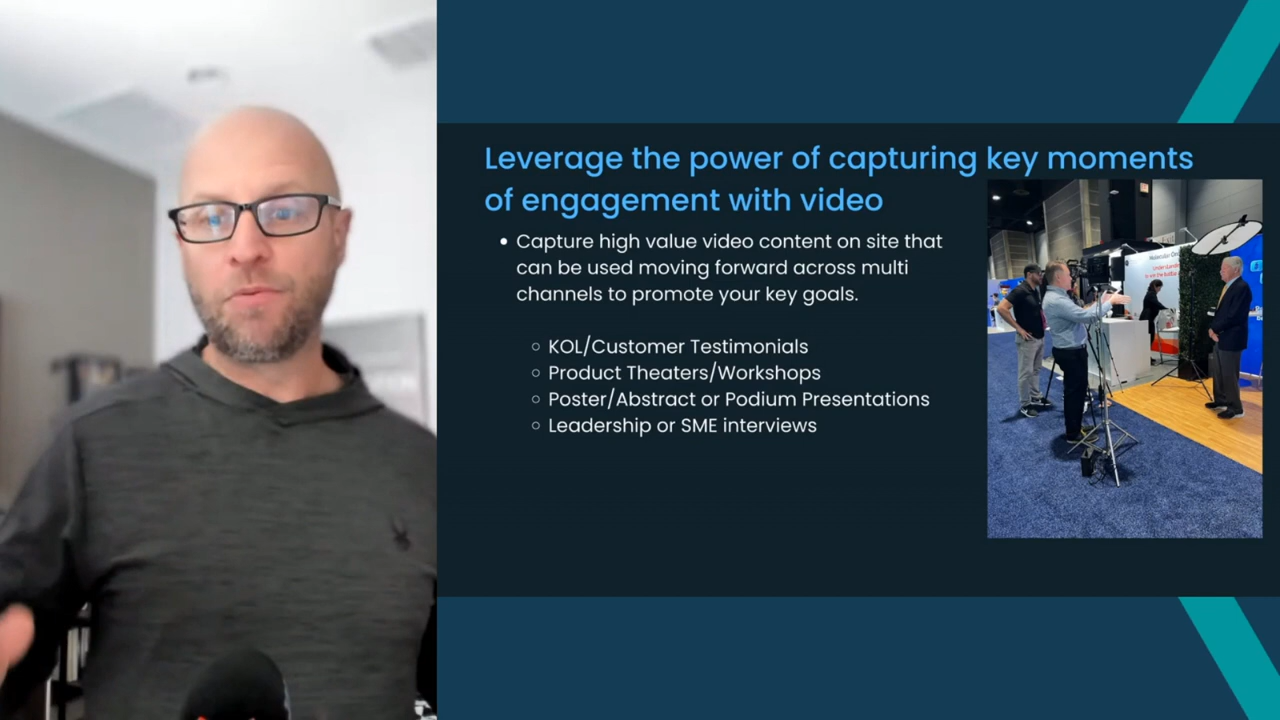 Leverage the power of capturing key moments
of engagement with video
Capture high value video content on site that
can be used moving forward across multi
channels to promote your key goals.
KOL/Customer Testimonials
Product Theaters/Workshops
Poster/Abstract or Podium Presentations
Leadership or SME interviews